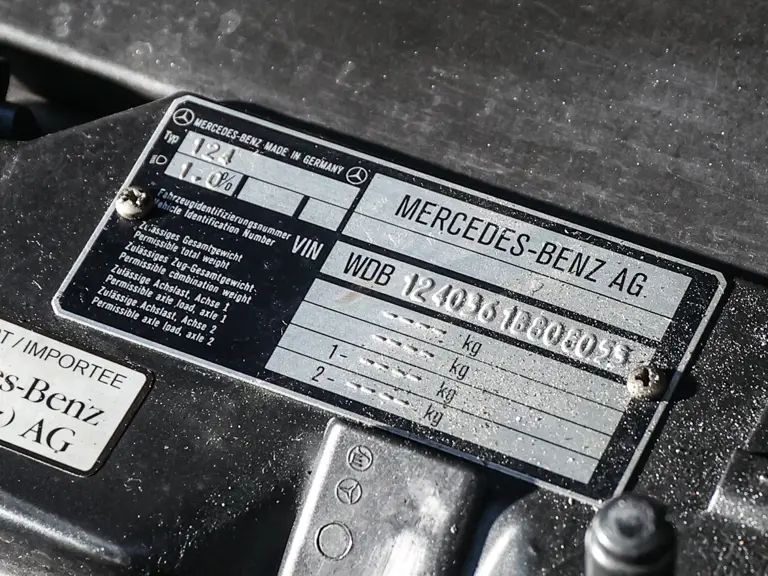 MERCEDES-BENZ MADE IN GERMANY
Typ 124
1.0%
Fahrzeugidentifizierungsnummer
Vehicle Identification Number
VIN
Zulässiges Gesamtgewicht
Permissible total weight
Zulässiges Zug-Gesamtgewicht
Permissible combination weight
Zulässige Achslast, Achse 1
Permissible axle load, axle 1
Zulässige Achslast, Achse 2
Permissible axle load, axle 2
MERCEDES-BENZ AG
WDB
---- kg
---- kg
1- ---- kg
2- ---- kg
T / IMPORTEE
es-Benz
) AG